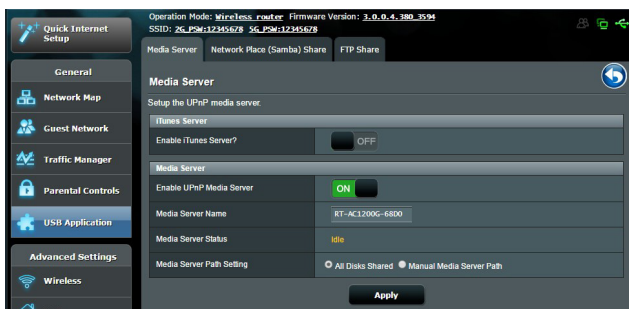 Quick Internet Setup
Operation Mode: Wireless router Firmware Version: 3.0.0.4.380_3594
SSID: 2G_PSW:12345678 5G_PSW:12345678
Media Server Network Place (Samba) Share FTP Share
General
Network Map
Guest Network
Traffic Manager
Parental Controls
USB Application
Advanced Settings
Wireless
Media Server
Setup the UPnP media server.
iTunes Server
Enable iTunes Server? OFF
Media Server
Enable UPnP Media Server ON
Media Server Name RT-AC1200G-68D0
Media Server Status Idle
Media Server Path Setting All Disks Shared Manual Media Server Path
Apply